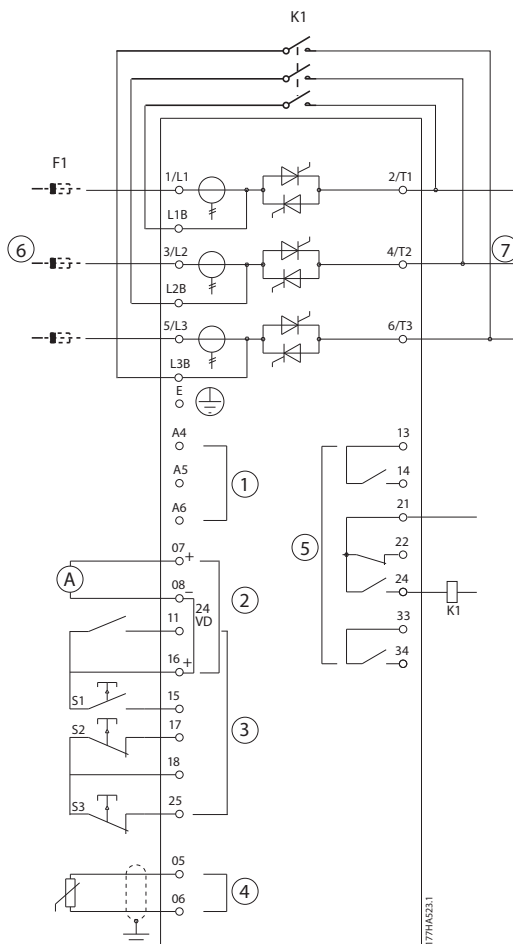 K1
F1
1/L1
2/T1
L1B
6
3/L2
4/T2
7
L2B
5/L3
6/T3
L3B
E
A4
13
A5
1
14
A6
21
5
22
07 +
A
08 −
2
24
24
VD
K1
11
33
16 +
34
S1
15
S2
17
3
18
S3
25
05
4
06
177HA523.1